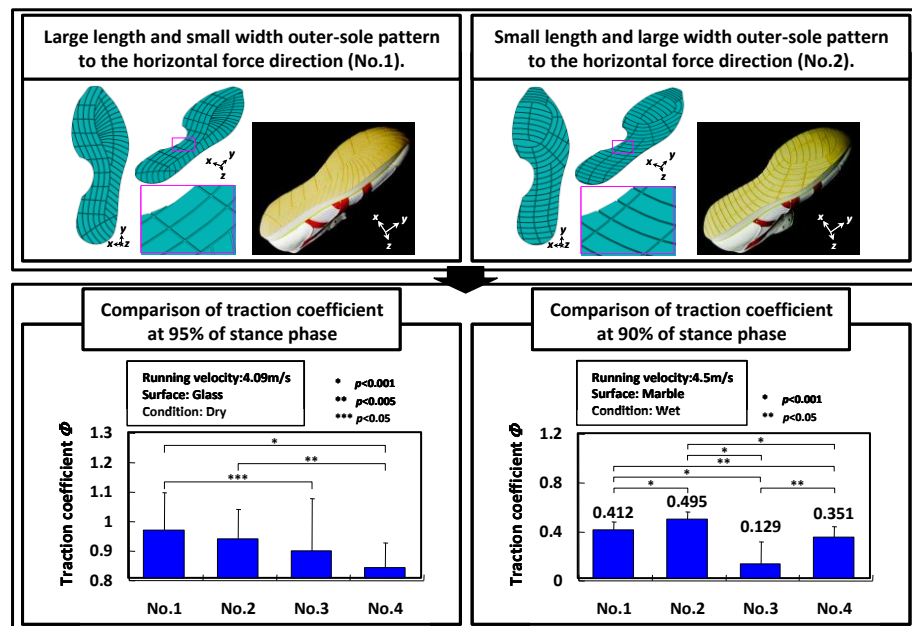 Large length and small width outer-sole pattern
to the horizontal force direction (No.1).
Small length and large width outer-sole pattern
to the horizontal force direction (No.2).
x y z
y
x z
x y z
x y z
y
x z
x y z
Comparison of traction coefficient
at 95% of stance phase
Running velocity:4.09m/s
Surface: Glass
Condition: Dry
* p<0.001
** p<0.005
*** p<0.05
Traction coefficient Φ
1.3
1.2
1.1
1
0.9
0.8
*
**
***
No.1 No.2 No.3 No.4
Comparison of traction coefficient
at 90% of stance phase
Running velocity:4.5m/s
Surface: Marble
Condition: Wet
* p<0.001
** p<0.05
Traction coefficient Φ
1.2
0.8
0.4
0
*
*
**
*
* **
0.412 0.495 0.129 0.351
No.1 No.2 No.3 No.4